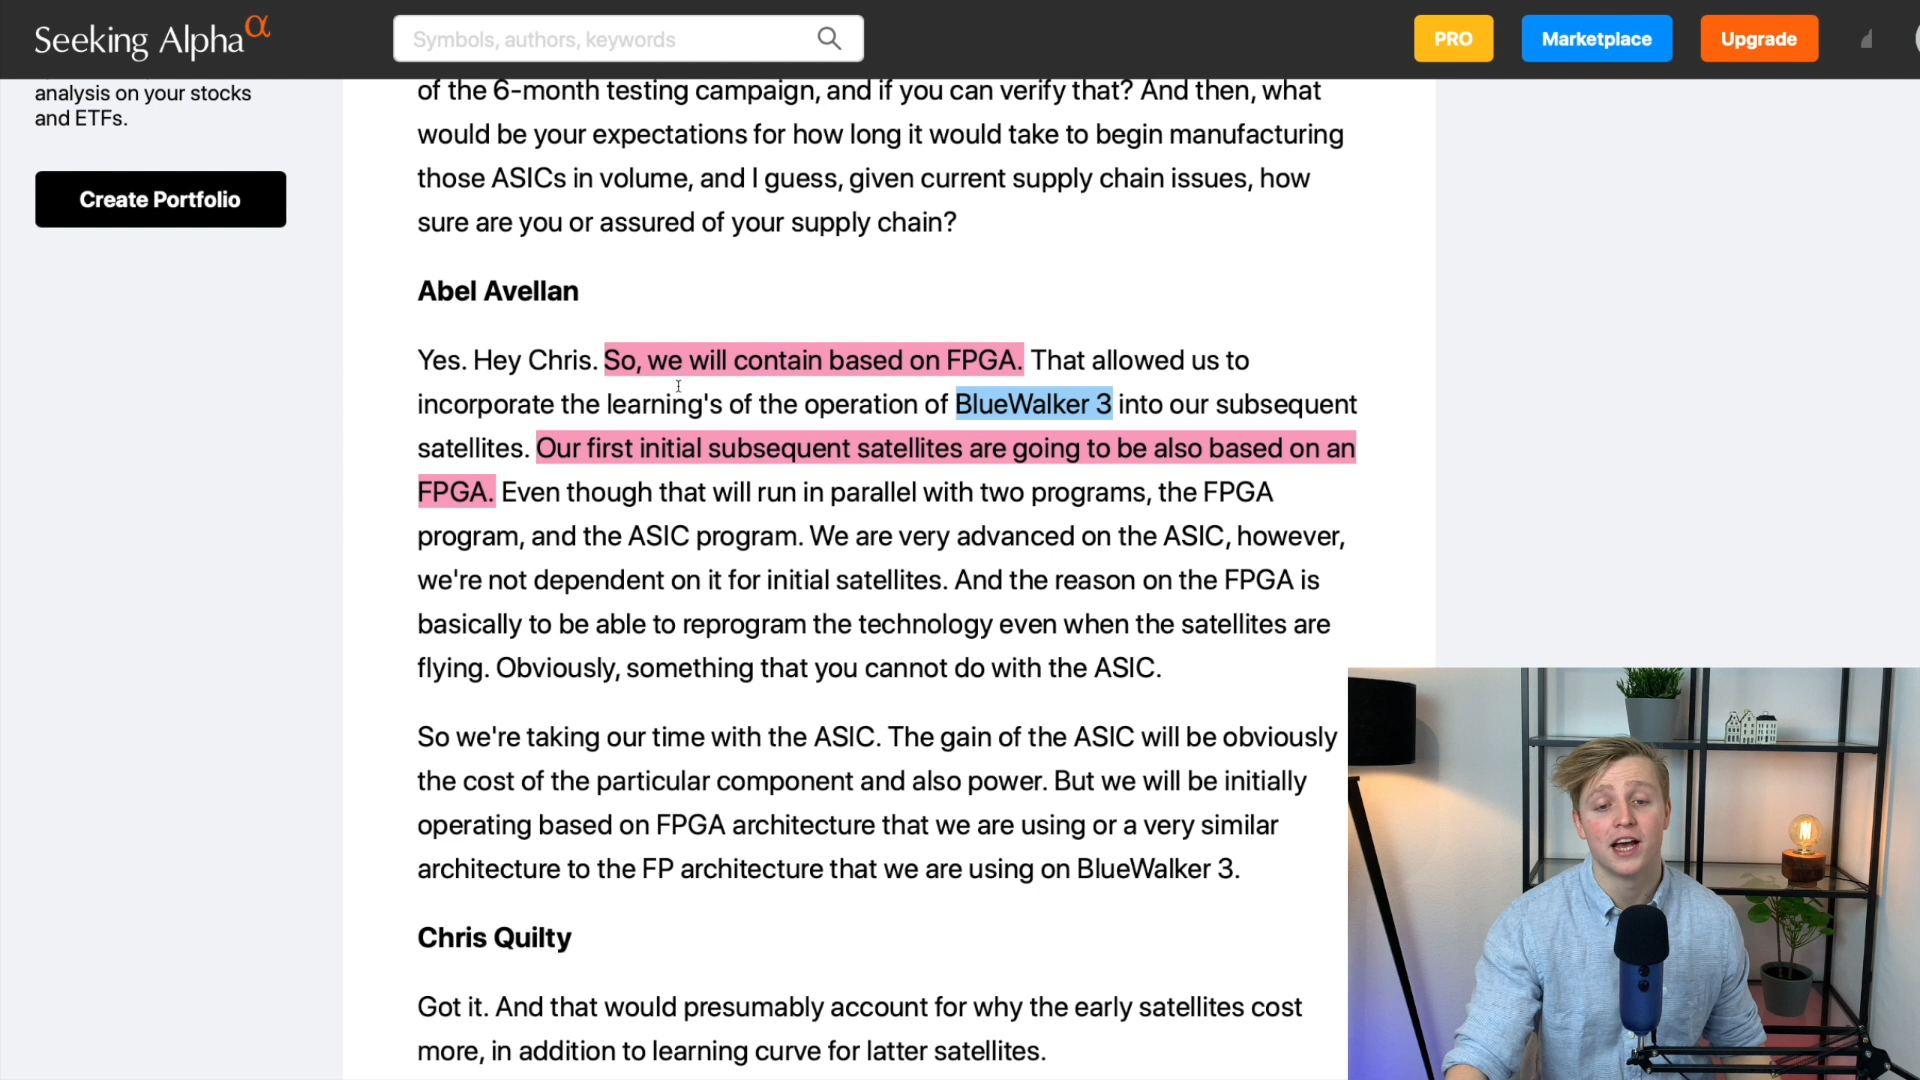 Seeking Alphaα
Symbols, authors, keywords
PRO
Marketplace
Upgrade
analysis on your stocks
and ETFs.
Create Portfolio
of the 6-month testing campaign, and if you can verify that? And then, what
would be your expectations for how long it would take to begin manufacturing
those ASICs in volume, and I guess, given current supply chain issues, how
sure are you or assured of your supply chain?
Abel Avellan
Yes. Hey Chris. So, we will contain based on FPGA. That allowed us to
incorporate the learning's of the operation of BlueWalker 3 into our subsequent
satellites. Our first initial subsequent satellites are going to be also based on an
FPGA. Even though that will run in parallel with two programs, the FPGA
program, and the ASIC program. We are very advanced on the ASIC, however,
we're not dependent on it for initial satellites. And the reason on the FPGA is
basically to be able to reprogram the technology even when the satellites are
flying. Obviously, something that you cannot do with the ASIC.
So we're taking our time with the ASIC. The gain of the ASIC will be obviously
the cost of the particular component and also power. But we will be initially
operating based on FPGA architecture that we are using or a very similar
architecture to the FP architecture that we are using on BlueWalker 3.
Chris Quilty
Got it. And that would presumably account for why the early satellites cost
more, in addition to learning curve for latter satellites.